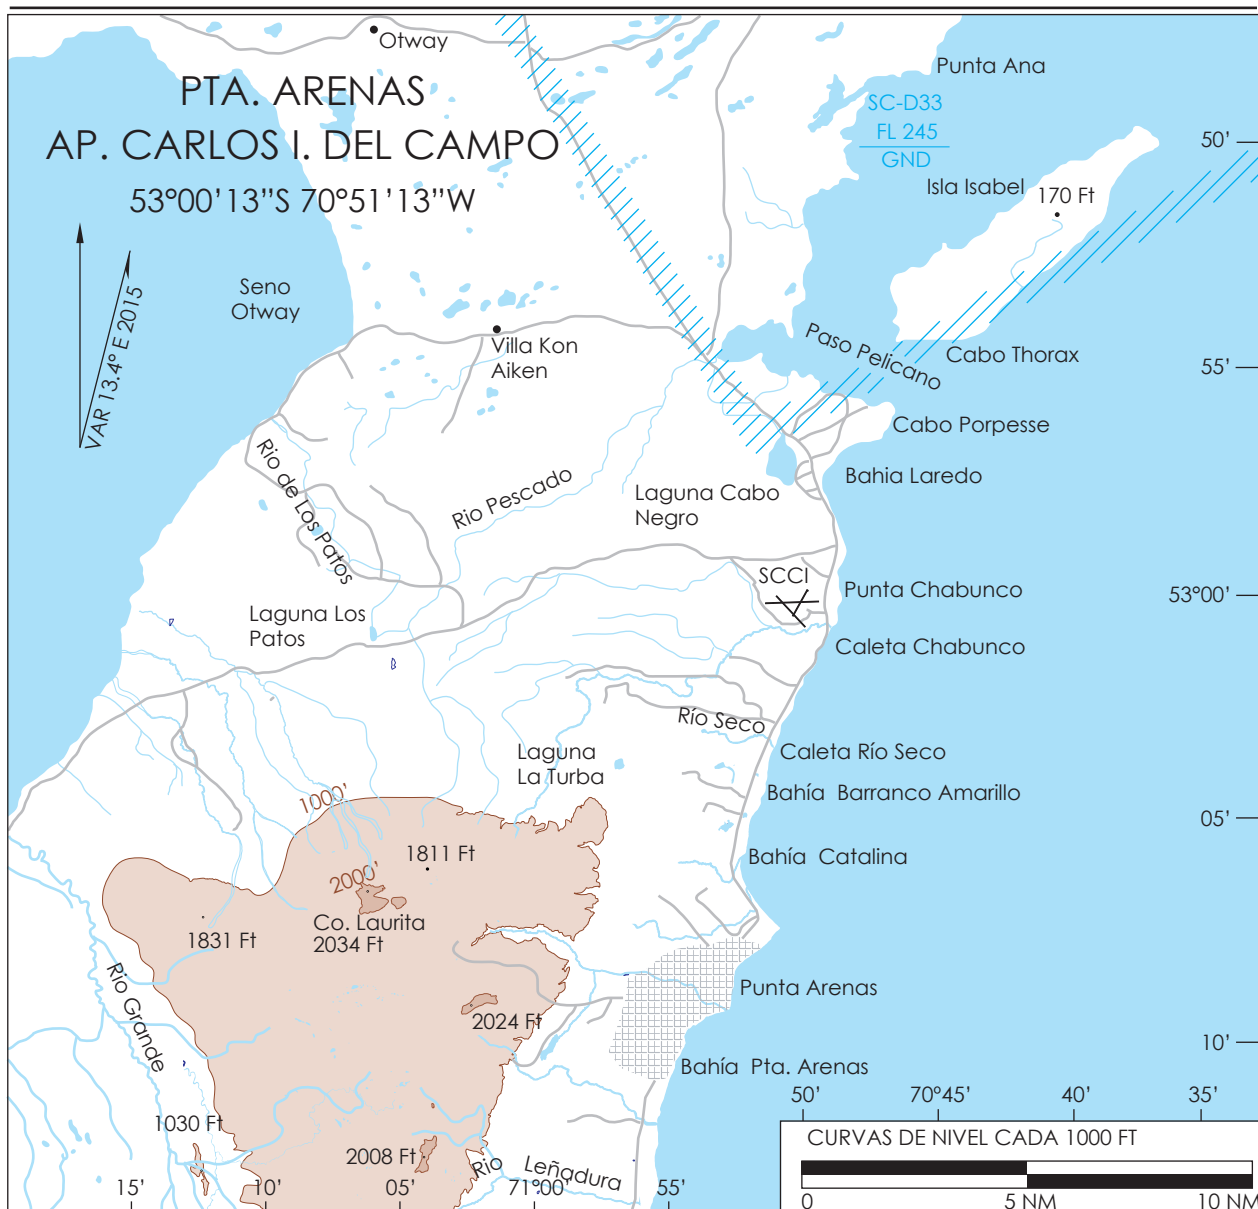 Otway
PTA. ARENAS
AP. CARLOS I. DEL CAMPO
53°00'13"S 70°51'13"W
VAR 13.4° E 2015
Seno
Otway
Villa Kon
Aiken
Punta Ana
SC-D33
FL 245
GND
Isla Isabel
170 Ft
50'
Paso Pelicano
Cabo Thorax
55'
Cabo Porpesse
Bahia Laredo
Rio de Los Patos
Rio Pescado
Laguna Cabo
Negro
SCCI
Punta Chabunco
53°00'
Laguna Los
Patos
Caleta Chabunco
Río Seco
Caleta Río Seco
Laguna
La Turba
Bahía Barranco Amarillo
1000'
05'
1811 Ft
Bahía Catalina
2000'
Co. Laurita
2034 Ft
1831 Ft
Rio Grande
Punta Arenas
2024 Ft
10'
Bahía Pta. Arenas
1030 Ft
2008 Ft
Rio Leñadura
50'
70°45'
40'
35'
15'
10'
05'
71°00'
55'
CURVAS DE NIVEL CADA 1000 FT
0
5 NM
10 NM